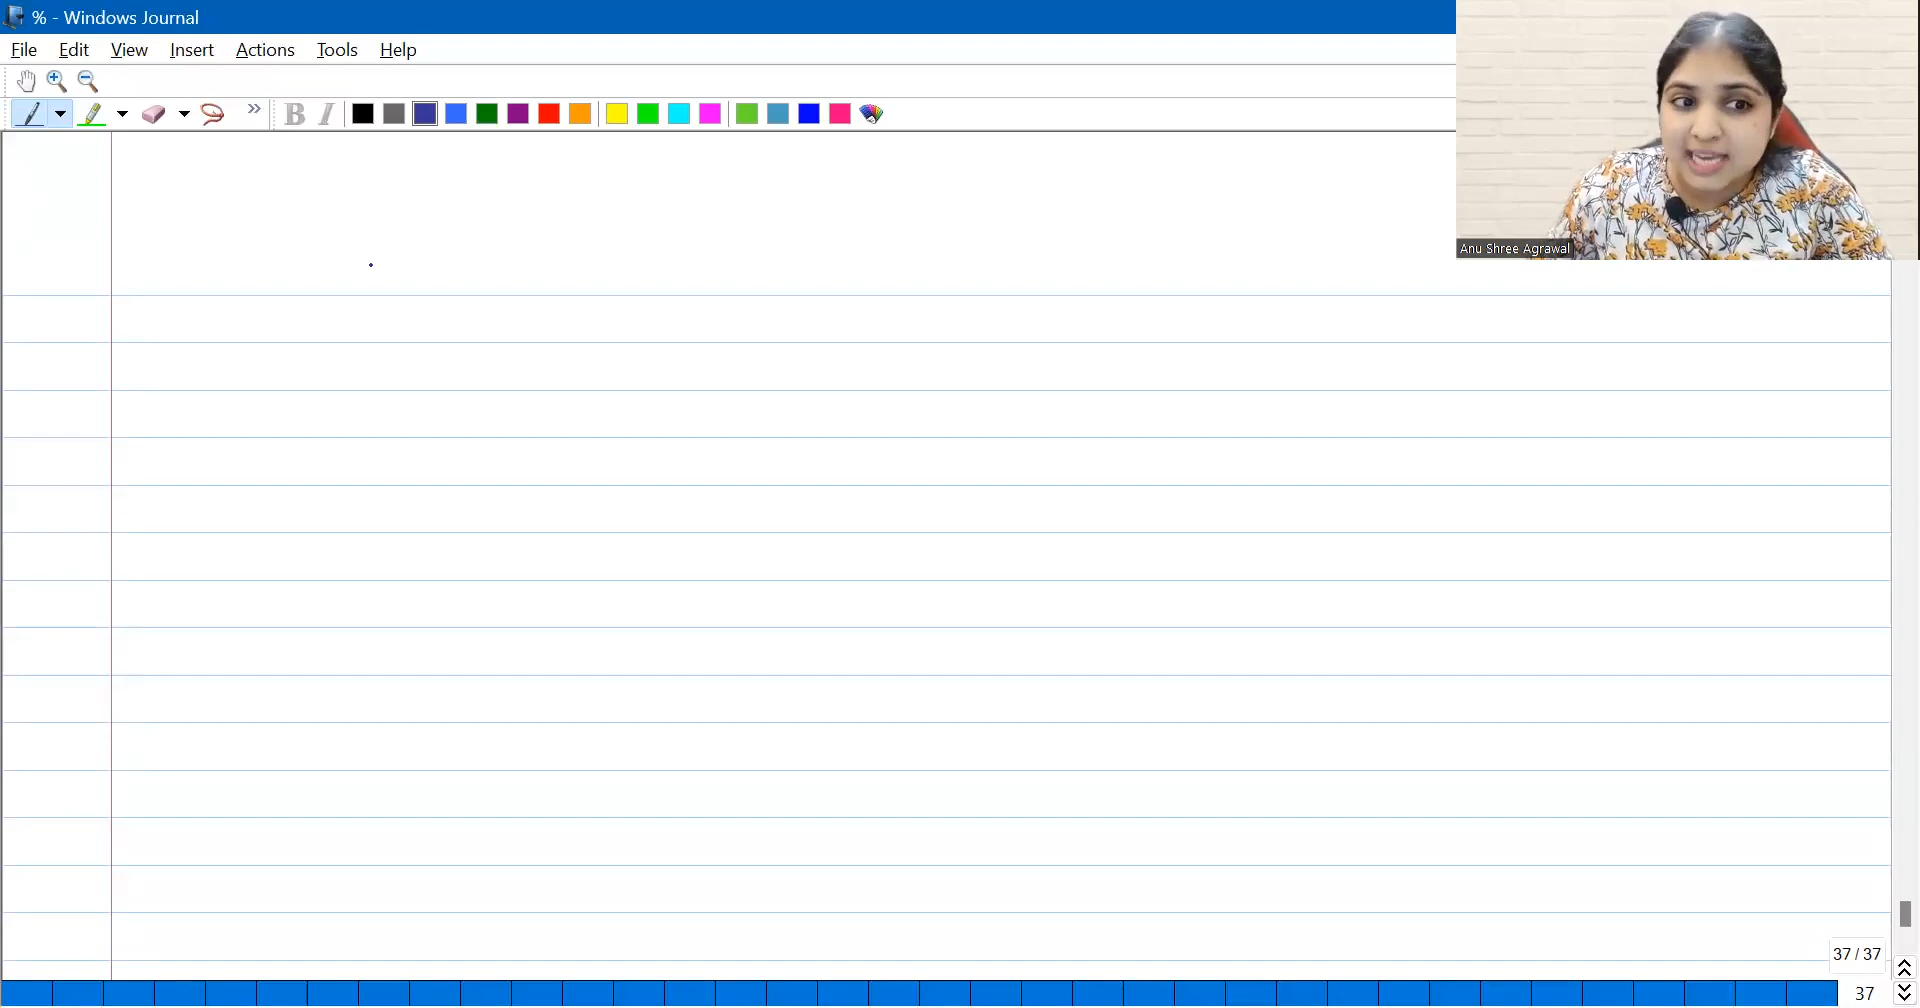 % - Windows Journal
File Edit View Insert Actions Tools Help
B I
Anu Shree Agrawal
37 / 37
37